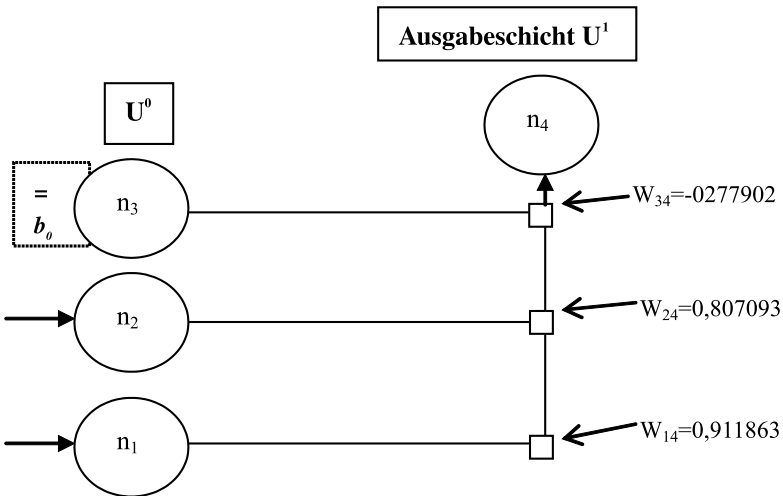 Ausgabeschicht U¹
U⁰
n₄
=
b₀
n₃
W₃₄=-0277902
n₂
W₂₄=0,807093
n₁
W₁₄=0,911863